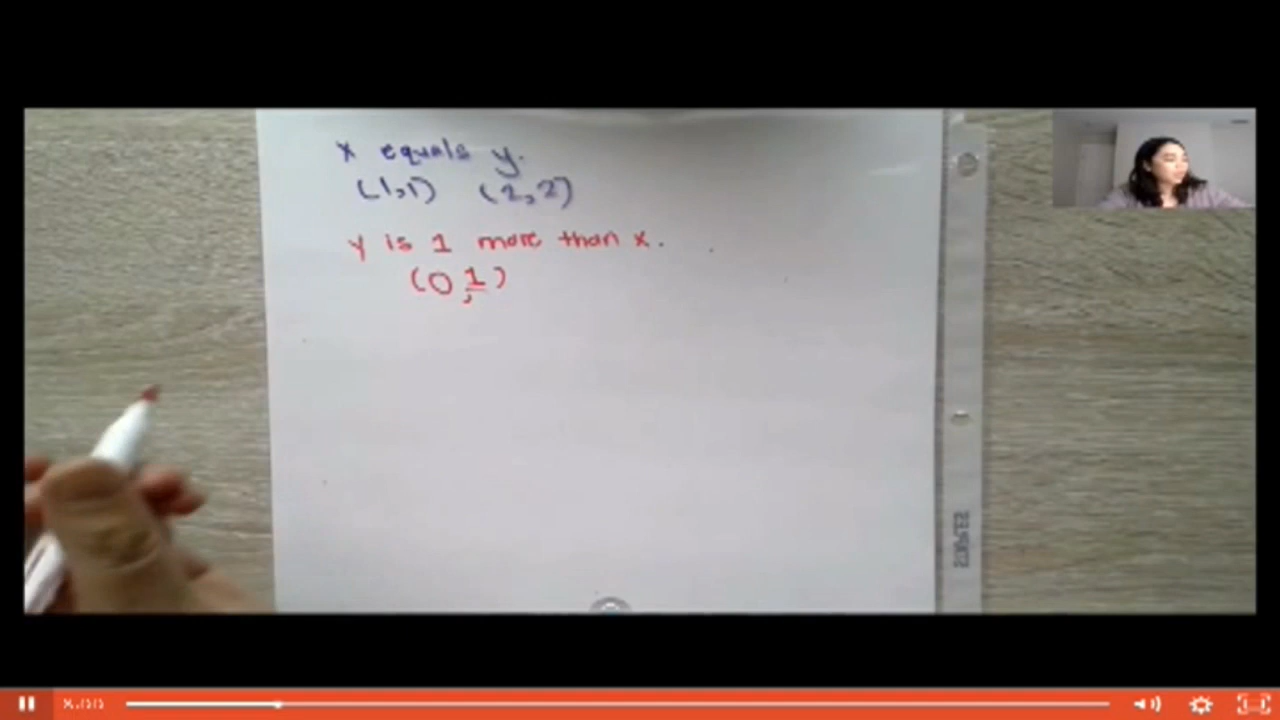 x equals y.
(1,1) (2,2)
y is 1 more than x.
(0,1)